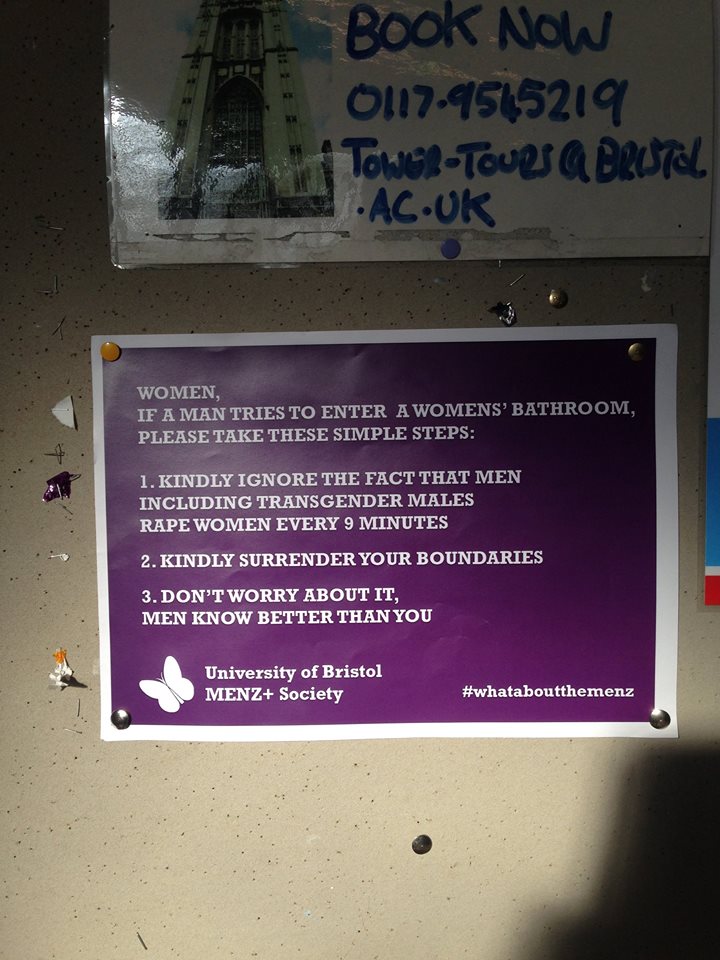 BOOK NOW
0117·9545219
TOWER-TOURS@BRISTOL
·AC·UK
WOMEN,
IF A MAN TRIES TO ENTER A WOMENS' BATHROOM,
PLEASE TAKE THESE SIMPLE STEPS:
1. KINDLY IGNORE THE FACT THAT MEN
INCLUDING TRANSGENDER MALES
RAPE WOMEN EVERY 9 MINUTES
2. KINDLY SURRENDER YOUR BOUNDARIES
3. DON'T WORRY ABOUT IT,
MEN KNOW BETTER THAN YOU
University of Bristol
MENZ+ Society
#whataboutthemenz